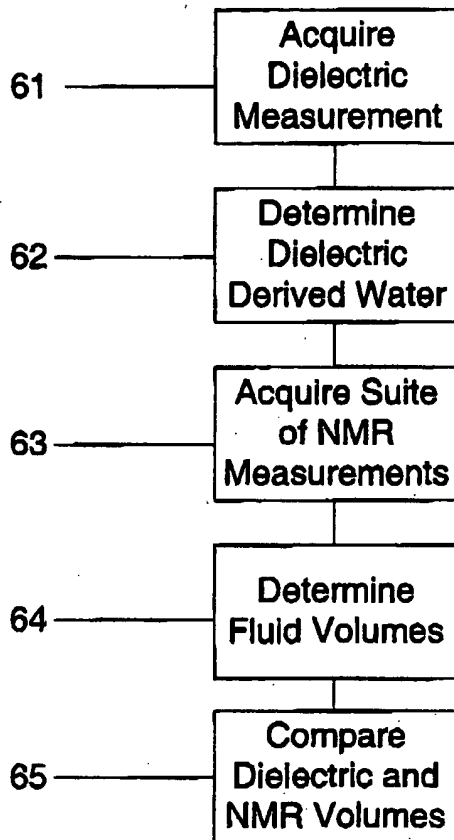 Acquire
Dielectric
61
Measurement
Determine
62
Dielectric
Derived Water
Acquire Suite
63
of NMR
Measurements
Determine
64
Fluid Volumes
Compare
65
Dielectric and
NMR Volumes